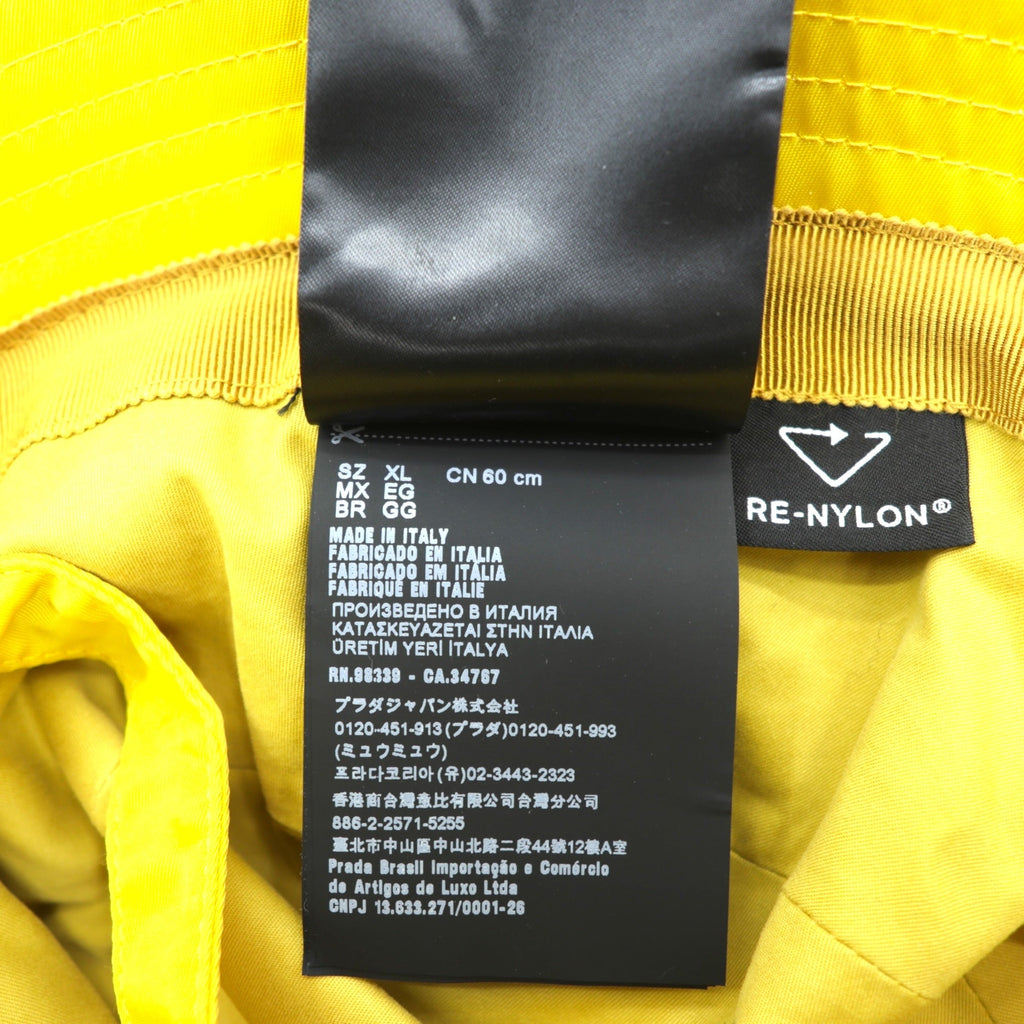 SZ XL CN 60 cm
MX EG
BR GG
MADE IN ITALY
FABRICADO EN ITALIA
FABRICADO EM ITÁLIA
FABRIQUÉ EN ITALIE
ПРОИЗВЕДЕНО В ИТАЛИЯ
ΚΑΤΑΣΚΕΥΑΖΕΤΑΙ ΣΤΗΝ ΙΤΑΛΙΑ
ÜRETİM YERİ İTALYA
RN.98339 - CA.34767
プラダジャパン株式会社
0120-451-913(プラダ)0120-451-993
(ミュウミュウ)
프라다코리아(유)02-3443-2323
香港商台灣意比有限公司台灣分公司
886-2-2571-5255
臺北市中山區中山北路二段44號12樓A室
Prada Brasil Importação e Comércio
de Artigos de Luxo Ltda
CNPJ 13.633.271/0001-26
RE-NYLON®